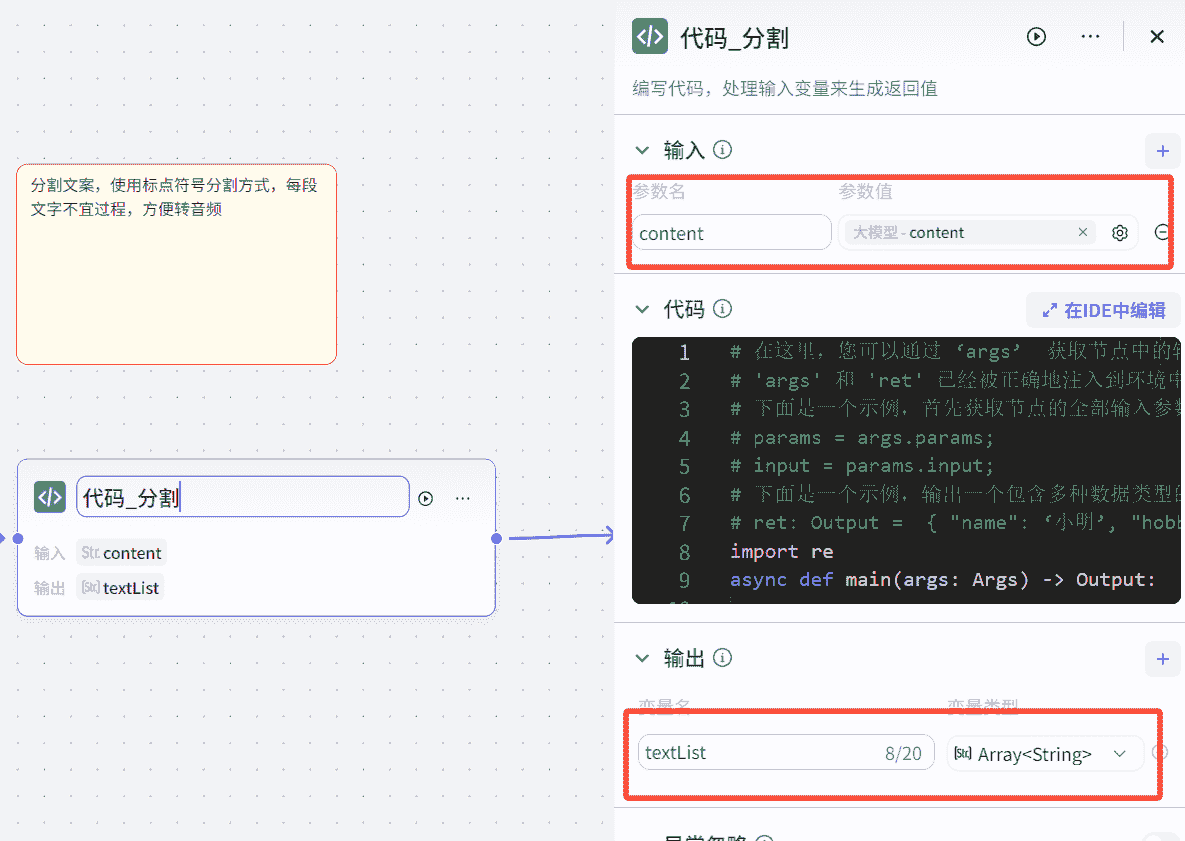 分割文案，使用标点符号分割方式，每段
文字不宜过程，方便转音频
代码_分割
输入 Str. content
输出 [Str] textList
代码_分割
编写代码，处理输入变量来生成返回值
输入
参数名 参数值
content 大模型 - content
代码 在IDE中编辑
1 # 在这里，您可以通过 ‘args’ 获取节点中的
2 # 'args' 和 'ret' 已经被正确地注入到环境中
3 # 下面是一个示例，首先获取节点的全部输入参
4 # params = args.params;
5 # input = params.input;
6 # 下面是一个示例，输出一个包含多种数据类型
7 # ret: Output = { "name": ‘小明’, "hobb
8 import re
9 async def main(args: Args) -> Output:
输出
变量名 变量类型
textList 8/20 [Str] Array<String>
异常忽略